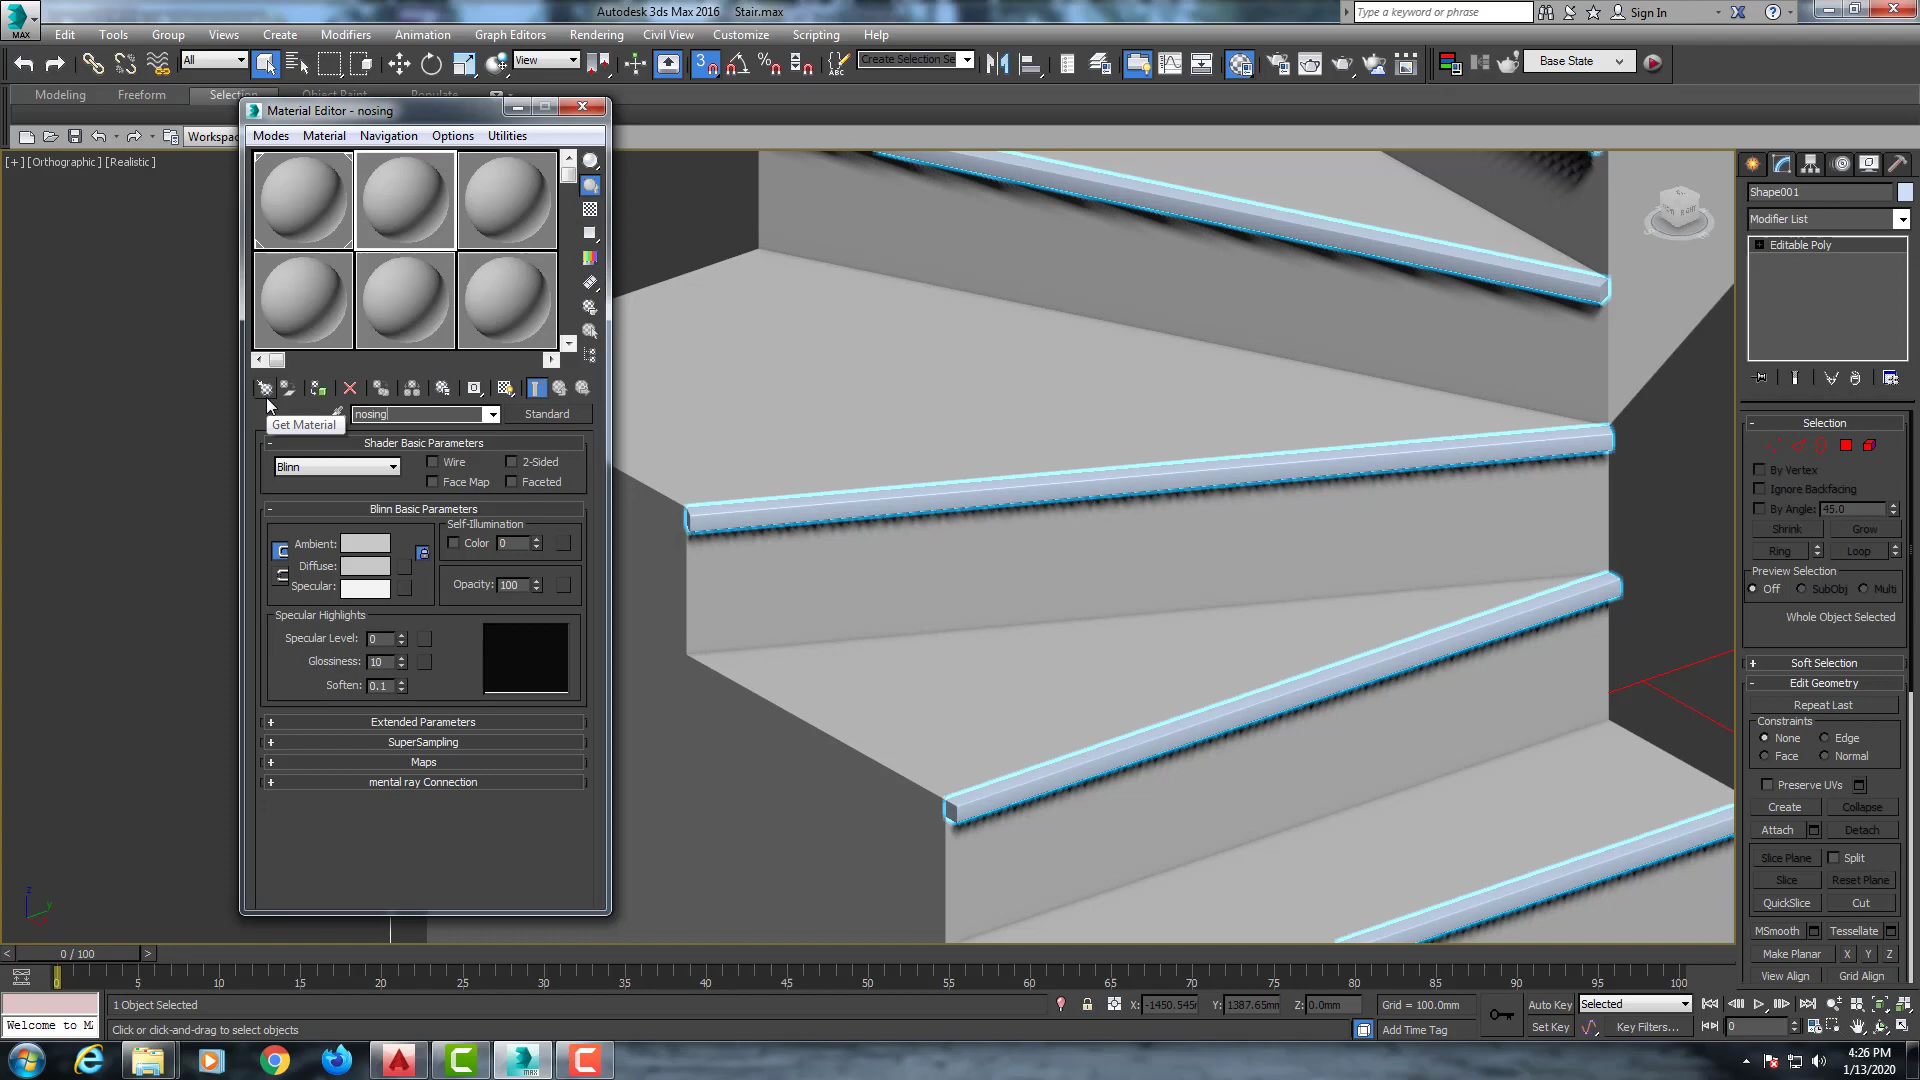 Autodesk 3ds Max 2016 Stair.max
Type a keyword or phrase
Sign In
MAX
Edit Tools Group Views Create Modifiers Animation Graph Editors Rendering Civil View Customize Scripting Help
All
View
Create Selection Se
Base State
Modeling Freeform Selection Object Paint Populate
Workspa
Material Editor - nosing
Modes Material Navigation Options Utilities
[+] [Orthographic] [Realistic]
nosing
Standard
Get Material
Shader Basic Parameters
Blinn
Wire
2-Sided
Face Map
Faceted
Blinn Basic Parameters
Self-Illumination
Ambient:
Color 0
Diffuse:
Specular:
Opacity: 100
Specular Highlights
Specular Level: 0
Glossiness: 10
Soften: 0.1
Extended Parameters
SuperSampling
Maps
mental ray Connection
Shape001
Modifier List
Editable Poly
Selection
By Vertex
Ignore Backfacing
By Angle: 45.0
Shrink Grow
Ring Loop
Preview Selection
Off SubObj Multi
Whole Object Selected
Soft Selection
Edit Geometry
Repeat Last
Constraints
None Edge
Face Normal
Preserve UVs
Create Collapse
Attach Detach
Slice Plane Split
Slice Reset Plane
QuickSlice Cut
MSmooth Tessellate
Make Planar X Y Z
View Align Grid Align
z
y
0 / 100
0 5 10 15 20 25 30 35 40 45 50 55 60 65 70 75 80 85 90 95 100
1 Object Selected
X: -1450.545m Y: 1387.65mm Z: 0.0mm Grid = 100.0mm
Auto Key Selected
Welcome to M
Click or click-and-drag to select objects
Add Time Tag
Set Key Key Filters... 0
4:26 PM
1/13/2020